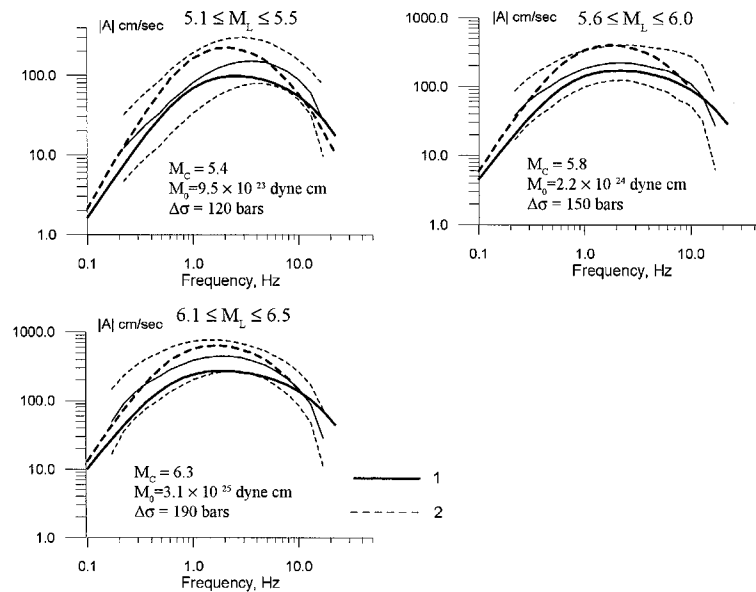 |A| cm/sec
5.1 ≤ M_L ≤ 5.5
100.0
10.0
1.0
M_C = 5.4
M_0=9.5 × 10 ²³ dyne cm
Δσ = 120 bars
0.1
1.0
10.0
Frequency, Hz
|A| cm/sec
5.6 ≤ M_L ≤ 6.0
1000.0
100.0
10.0
1.0
M_C = 5.8
M_0=2.2 × 10 ²⁴ dyne cm
Δσ = 150 bars
0.1
1.0
10.0
Frequency, Hz
|A| cm/sec
6.1 ≤ M_L ≤ 6.5
1000.0
100.0
10.0
1.0
M_C = 6.3
M_0=3.1 × 10 ²⁵ dyne cm
Δσ = 190 bars
0.1
1.0
10.0
Frequency, Hz
1
2